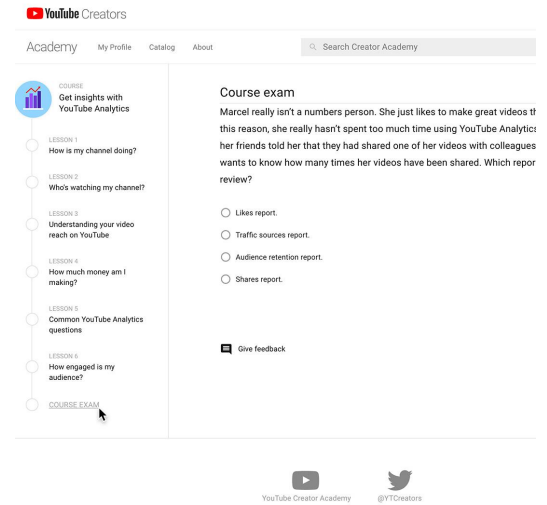 YouTube Creators
Academy My Profile Catalog About Search Creator Academy
COURSE
Get insights with
YouTube Analytics
LESSON 1
How is my channel doing?
LESSON 2
Who's watching my channel?
LESSON 3
Understanding your video
reach on YouTube
LESSON 4
How much money am I
making?
LESSON 5
Common YouTube Analytics
questions
LESSON 6
How engaged is my
audience?
COURSE EXAM
Course exam
Marcel really isn't a numbers person. She just likes to make great videos
this reason, she really hasn't spent too much time using YouTube Analytics
her friends told her that they had shared one of her videos with colleagues
wants to know how many times her videos have been shared. Which
review?
Likes report.
Traffic sources report.
Audience retention report.
Shares report.
Give feedback
YouTube Creator Academy
@YTCreators